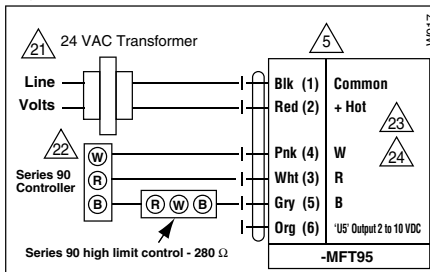 21
24 VAC Transformer
5
W017
Line
Volts
Blk (1) Common
Red (2) + Hot
23
22
Pnk (4) W
24
Series 90
Controller
W
R
B
Wht (3) R
R W B
Gry (5) B
Org (6) 'U5' Output 2 to 10 VDC
Series 90 high limit control - 280 Ω
-MFT95